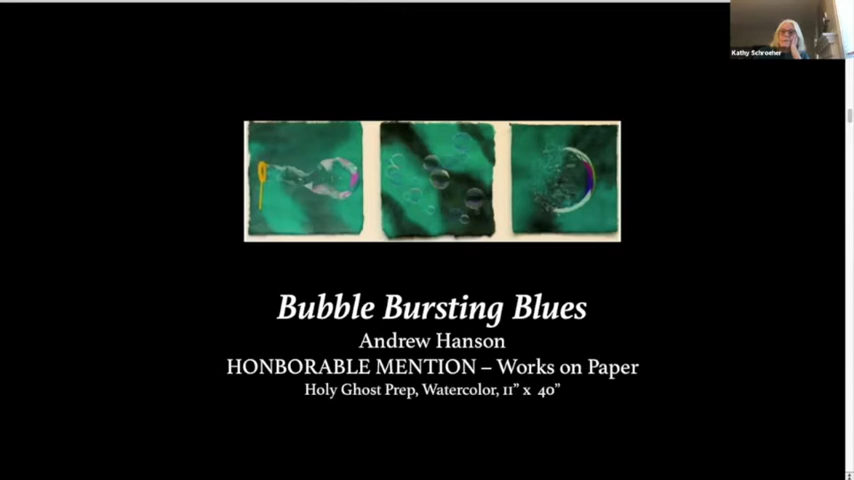 Kathy Schroeher
Bubble Bursting Blues
Andrew Hanson
HONBORABLE MENTION – Works on Paper
Holy Ghost Prep, Watercolor, 11” x 40”